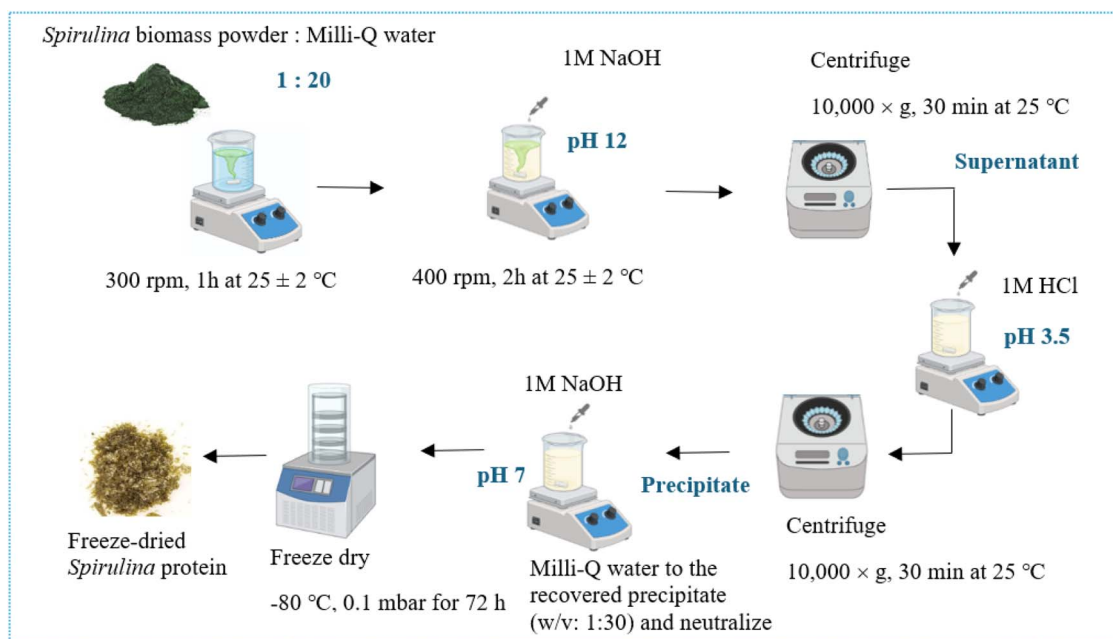 Spirulina biomass powder : Milli-Q water
1 : 20
300 rpm, 1h at 25 ± 2 °C
1M NaOH
pH 12
400 rpm, 2h at 25 ± 2 °C
Centrifuge
10,000 × g, 30 min at 25 °C
Supernatant
1M HCl
pH 3.5
Centrifuge
10,000 × g, 30 min at 25 °C
Precipitate
1M NaOH
pH 7
Milli-Q water to the
recovered precipitate
(w/v: 1:30) and neutralize
Freeze dry
-80 °C, 0.1 mbar for 72 h
Freeze-dried
Spirulina protein